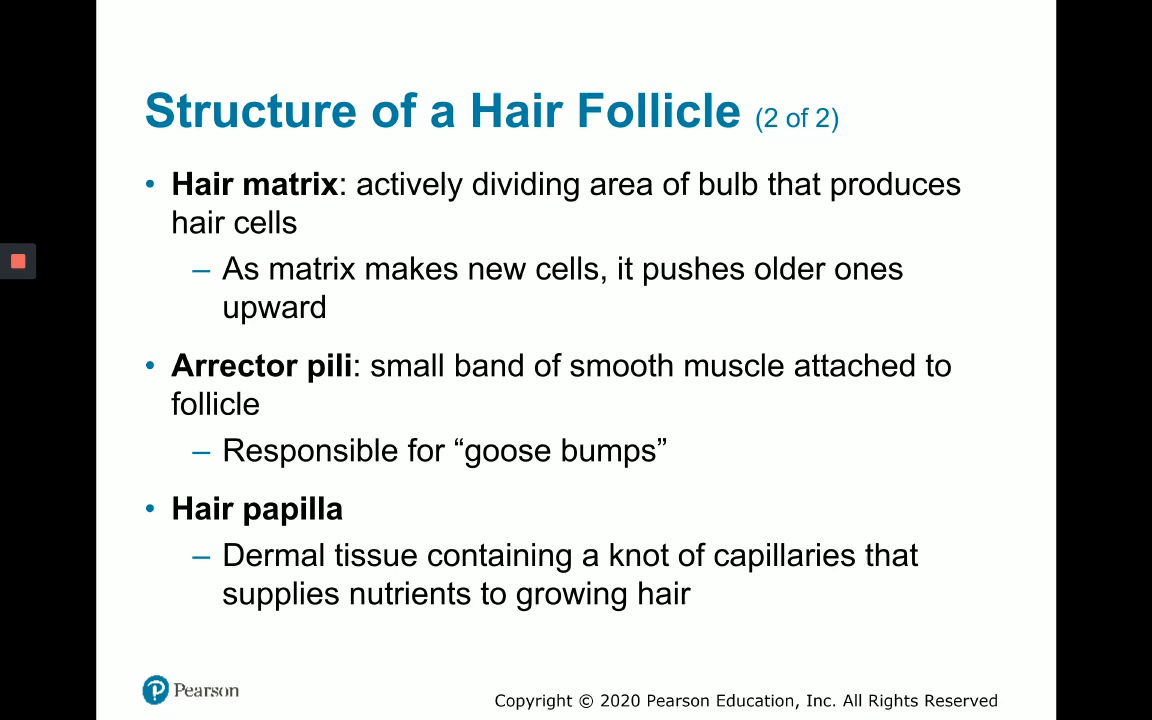 Structure of a Hair Follicle (2 of 2)
• Hair matrix: actively dividing area of bulb that produces
hair cells
– As matrix makes new cells, it pushes older ones
upward
• Arrector pili: small band of smooth muscle attached to
follicle
– Responsible for “goose bumps”
• Hair papilla
– Dermal tissue containing a knot of capillaries that
supplies nutrients to growing hair
P Pearson
Copyright © 2020 Pearson Education, Inc. All Rights Reserved